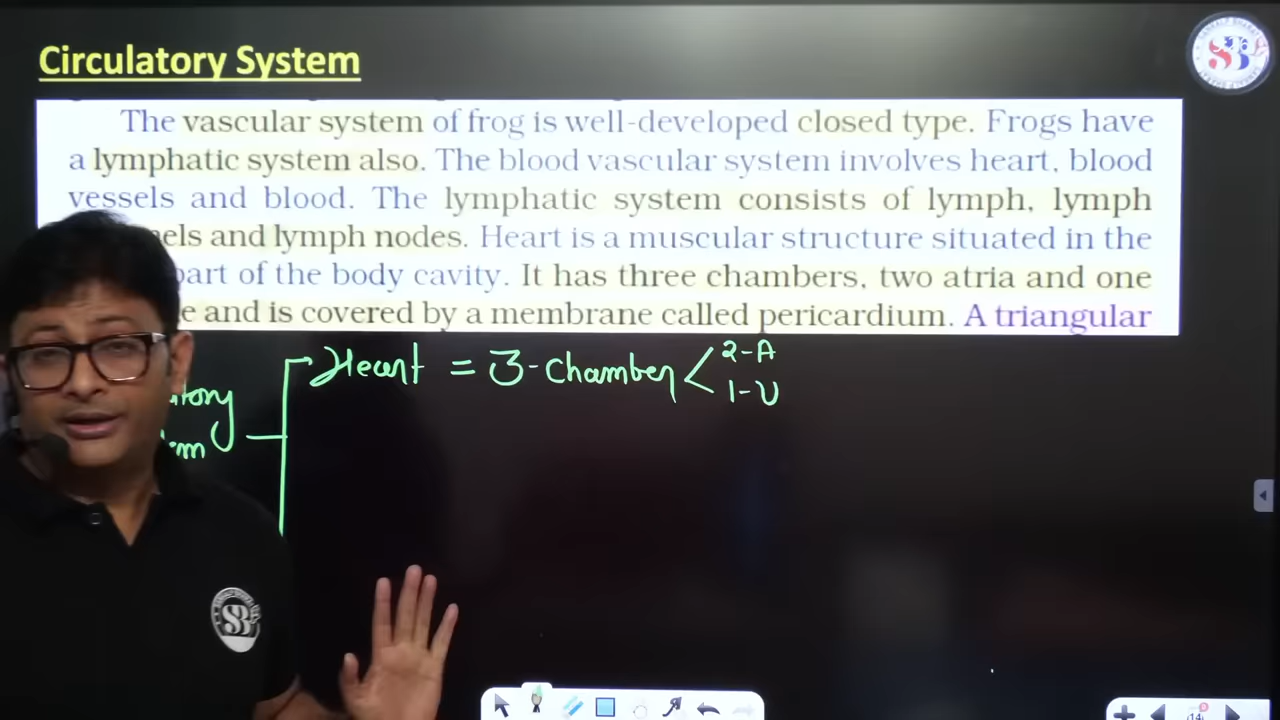 Circulatory System
The vascular system of frog is well-developed closed type. Frogs have
a lymphatic system also. The blood vascular system involves heart, blood
vessels and blood. The lymphatic system consists of lymph, lymph
els and lymph nodes. Heart is a muscular structure situated in the
part of the body cavity. It has three chambers, two atria and one
e and is covered by a membrane called pericardium. A triangular
Heart = 3-Chamber < 2-A
1-V
SB
14